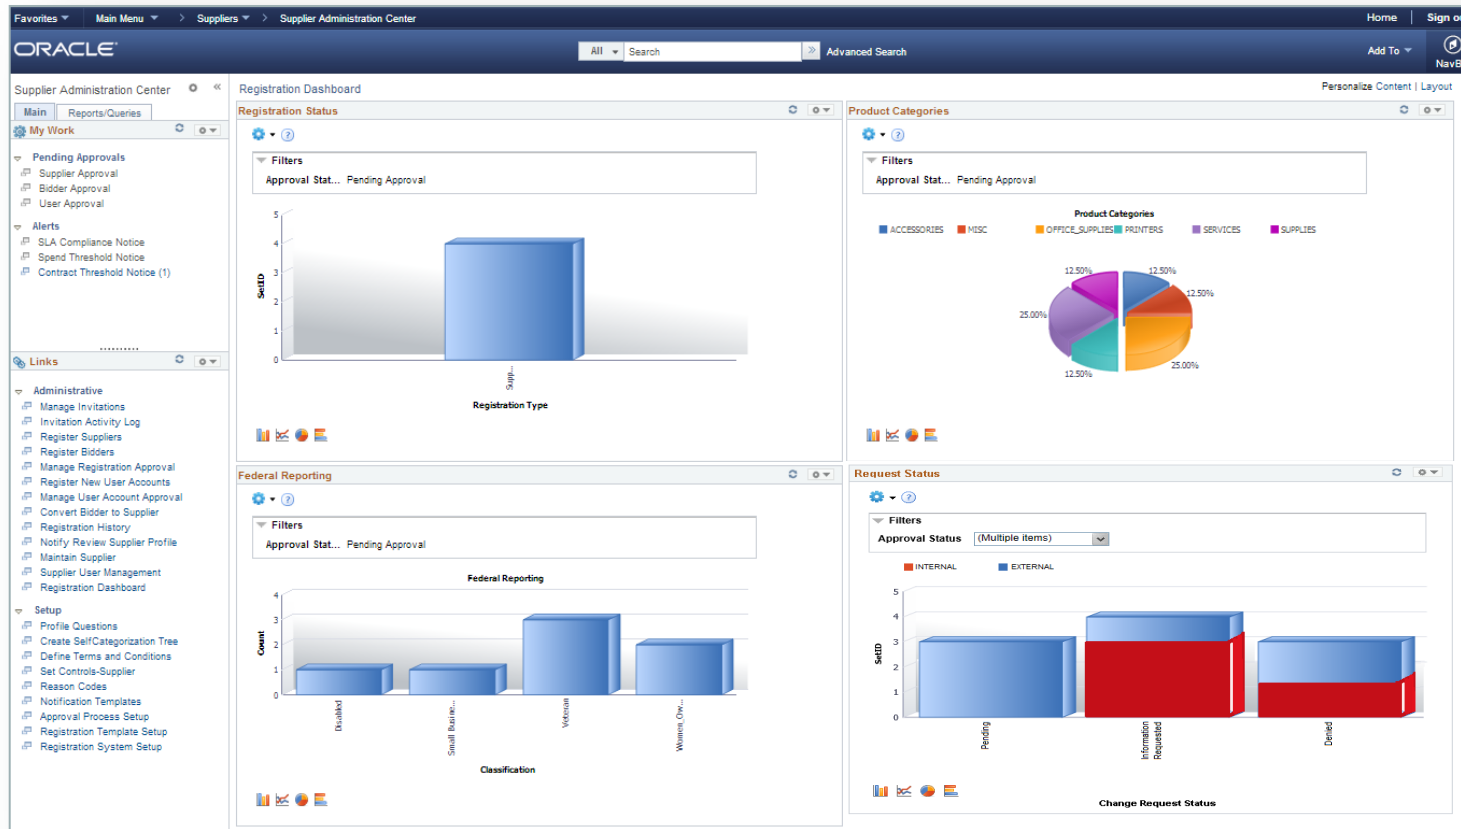 Favorites Main Menu > Suppliers > Supplier Administration Center
Home | Sign ou
ORACLE
All Search » Advanced Search
Add To
NavB
Supplier Administration Center «
Main Reports/Queries
My Work
Pending Approvals
Supplier Approval
Bidder Approval
User Approval
Alerts
SLA Compliance Notice
Spend Threshold Notice
Contract Threshold Notice (1)
Links
Administrative
Manage Invitations
Invitation Activity Log
Register Suppliers
Register Bidders
Manage Registration Approval
Register New User Accounts
Manage User Account Approval
Convert Bidder to Supplier
Registration History
Notify Review Supplier Profile
Maintain Supplier
Supplier User Management
Registration Dashboard
Setup
Profile Questions
Create SelfCategorization Tree
Define Terms and Conditions
Set Controls-Supplier
Reason Codes
Notification Templates
Approval Process Setup
Registration Template Setup
Registration System Setup
Registration Dashboard
Personalize Content | Layout
Registration Status
?
Filters
Approval Stat... Pending Approval
5
4
3
2
1
0
SetID
Supp...
Registration Type
Product Categories
?
Filters
Approval Stat... Pending Approval
Product Categories
ACCESSORIES MISC OFFICE_SUPPLIES PRINTERS SERVICES SUPPLIES
12.50% 12.50%
12.50%
25.00%
25.00%
12.50%
Federal Reporting
?
Filters
Approval Stat... Pending Approval
Federal Reporting
4
3
2
1
0
Count
Disabled
Small Busine...
Veteran
Women_Ow...
Classification
Request Status
?
Filters
Approval Status (Multiple items)
INTERNAL EXTERNAL
5
4
3
2
1
0
SetID
Pending
Information
Requested
Denied
Change Request Status